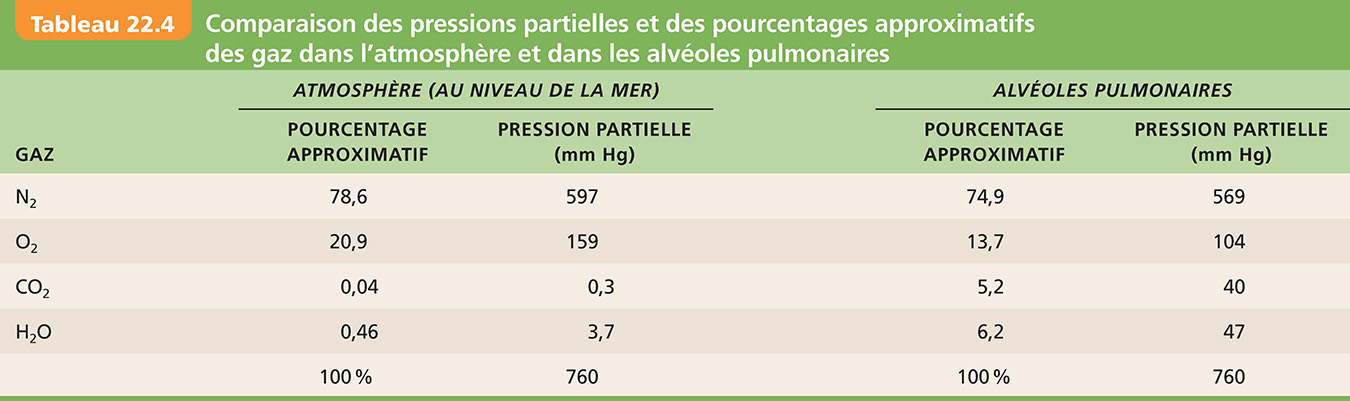 Tableau 22.4 Comparaison des pressions partielles et des pourcentages approximatifs
des gaz dans l’atmosphère et dans les alvéoles pulmonaires
ATMOSPHÈRE (AU NIVEAU DE LA MER) ALVÉOLES PULMONAIRES
POURCENTAGE PRESSION PARTIELLE POURCENTAGE PRESSION PARTIELLE
GAZ APPROXIMATIF (mm Hg) APPROXIMATIF (mm Hg)
N₂ 78,6 597 74,9 569
O₂ 20,9 159 13,7 104
CO₂ 0,04 0,3 5,2 40
H₂O 0,46 3,7 6,2 47
100 % 760 100 % 760